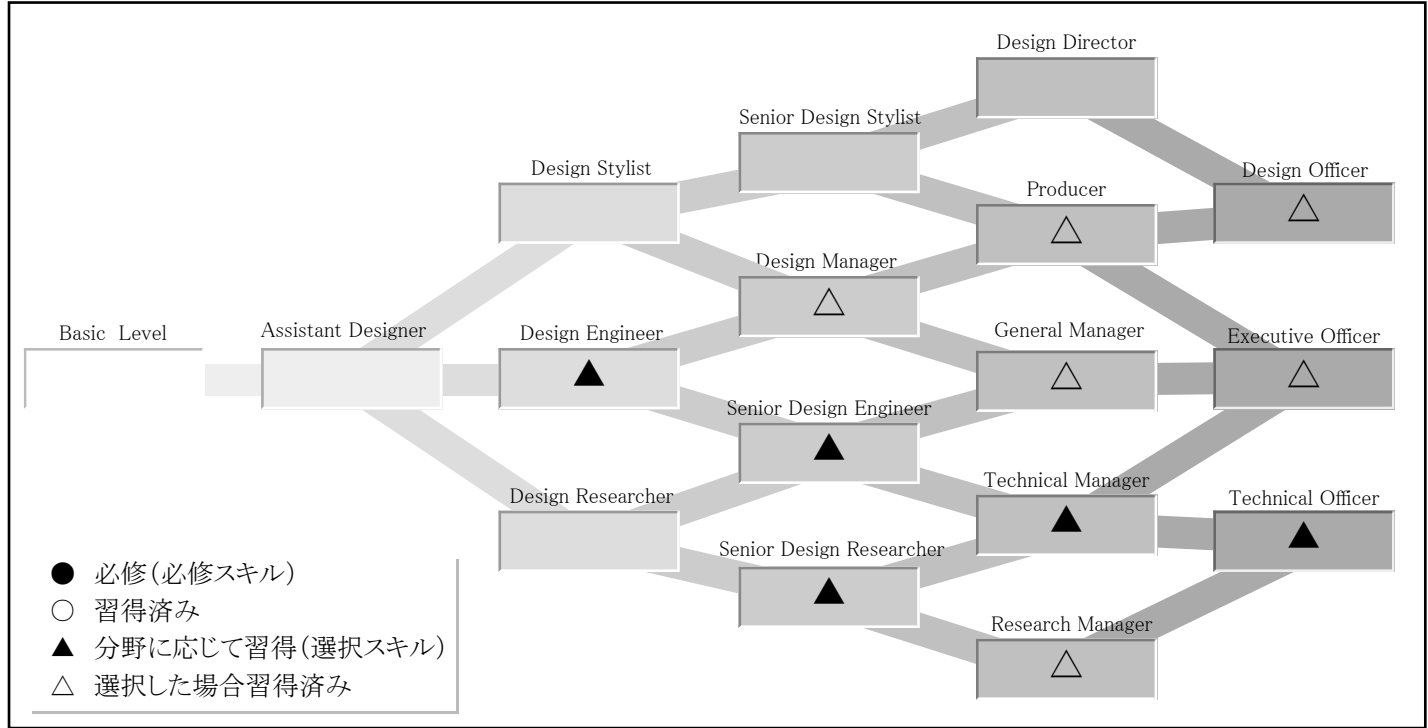 Design Director
Senior Design Stylist
Design Stylist
Design Officer
Producer
△
△
Design Manager
△
Basic Level
Assistant Designer
Design Engineer
▲
General Manager
△
Executive Officer
△
Senior Design Engineer
▲
Design Researcher
Technical Manager
▲
Technical Officer
▲
Senior Design Researcher
▲
Research Manager
△
● 必修(必修スキル)
○ 習得済み
▲ 分野に応じて習得(選択スキル)
△ 選択した場合習得済み